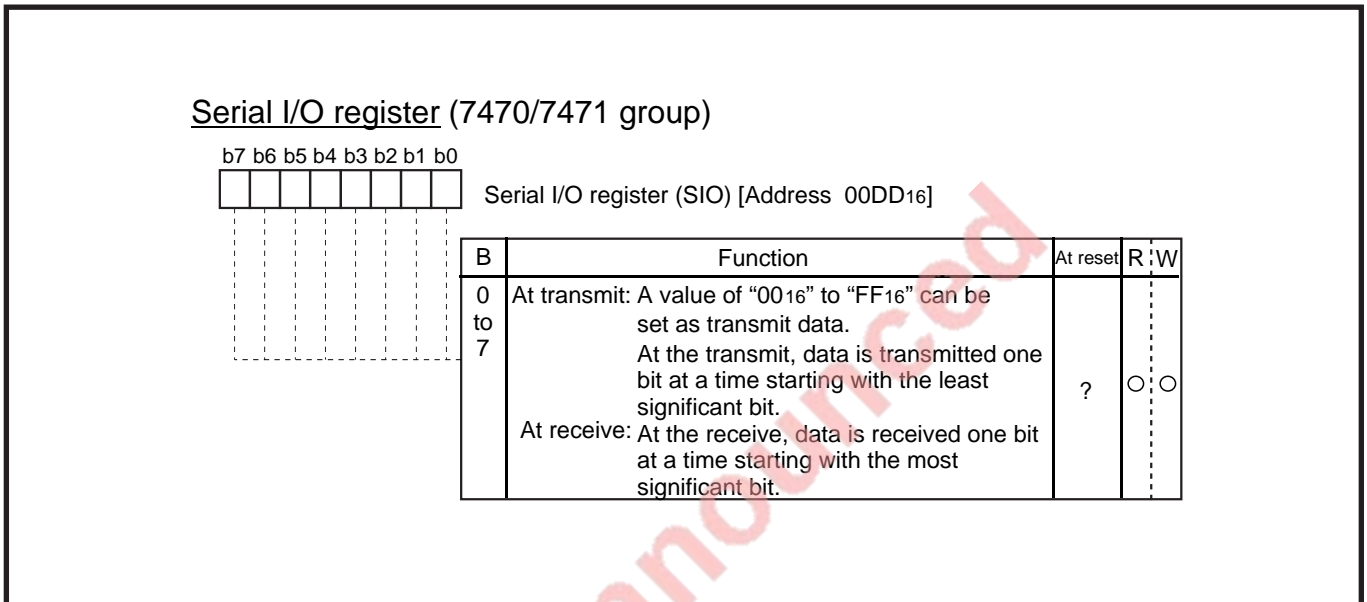 Serial I/O register (7470/7471 group)
b7 b6 b5 b4 b3 b2 b1 b0
Serial I/O register (SIO) [Address 00DD16]
B Function At reset R W
0 to 7
At transmit: A value of “0016” to “FF16” can be
set as transmit data.
At the transmit, data is transmitted one
bit at a time starting with the least
significant bit.
At receive: At the receive, data is received one bit
at a time starting with the most
significant bit.
? ○ ○
nounced